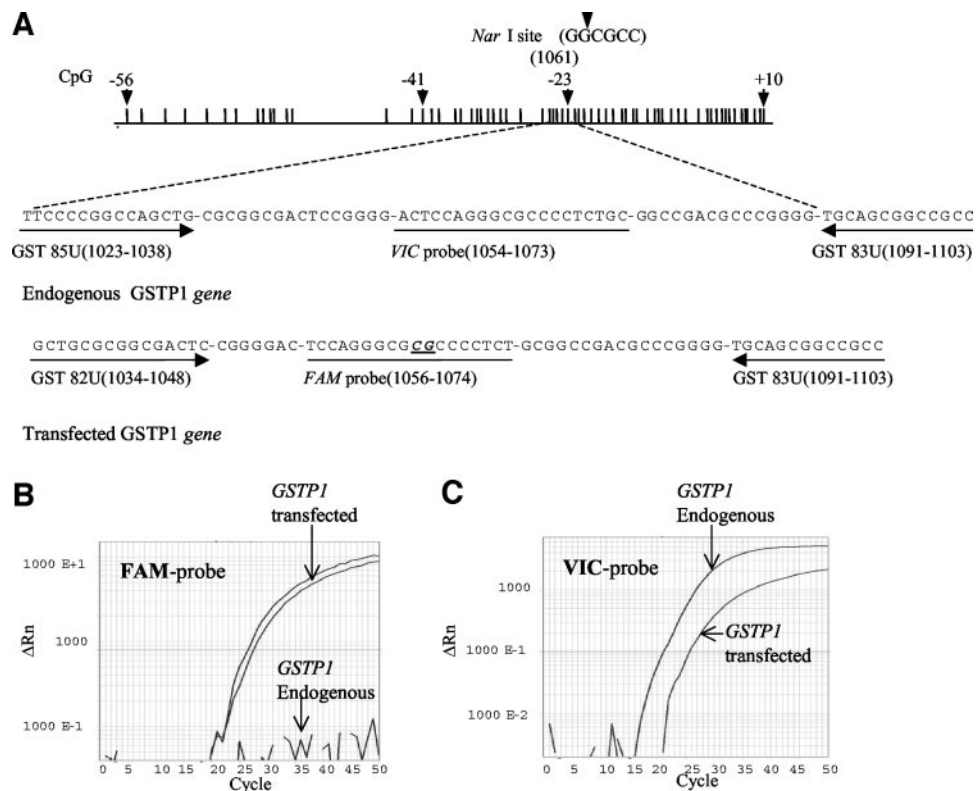 A
Nar I site (GGCGCC)
(1061)
CpG -56 -41 -23 +10
TTCCCCGGCCAGCTG-CGCGGCGACTCCGGGG-ACTCCAGGGCGCCCCTCTGC-GGCCGACGCCCGGGG-TGCAGCGGCCGCC
GST 85U(1023-1038) VIC probe(1054-1073) GST 83U(1091-1103)
Endogenous GSTP1 gene
GCTGCGCGGCGACTC-CGGGGAC-TCCAGGGCGCGCCCCTCT-GCGGCCGACGCCCGGGG-TGCAGCGGCCGCC
GST 82U(1034-1048) FAM probe(1056-1074) GST 83U(1091-1103)
Transfected GSTP1 gene
B
GSTP1
transfected
FAM-probe
1000 E+1
1000
1000 E-1
ΔRn
GSTP1
Endogenous
0 5 10 15 20 25 30 35 40 45 50
Cycle
C
GSTP1
Endogenous
VIC-probe
1000
1000 E-1
1000 E-2
ΔRn
GSTP1
transfected
0 5 10 15 20 25 30 35 40 45 50
Cycle